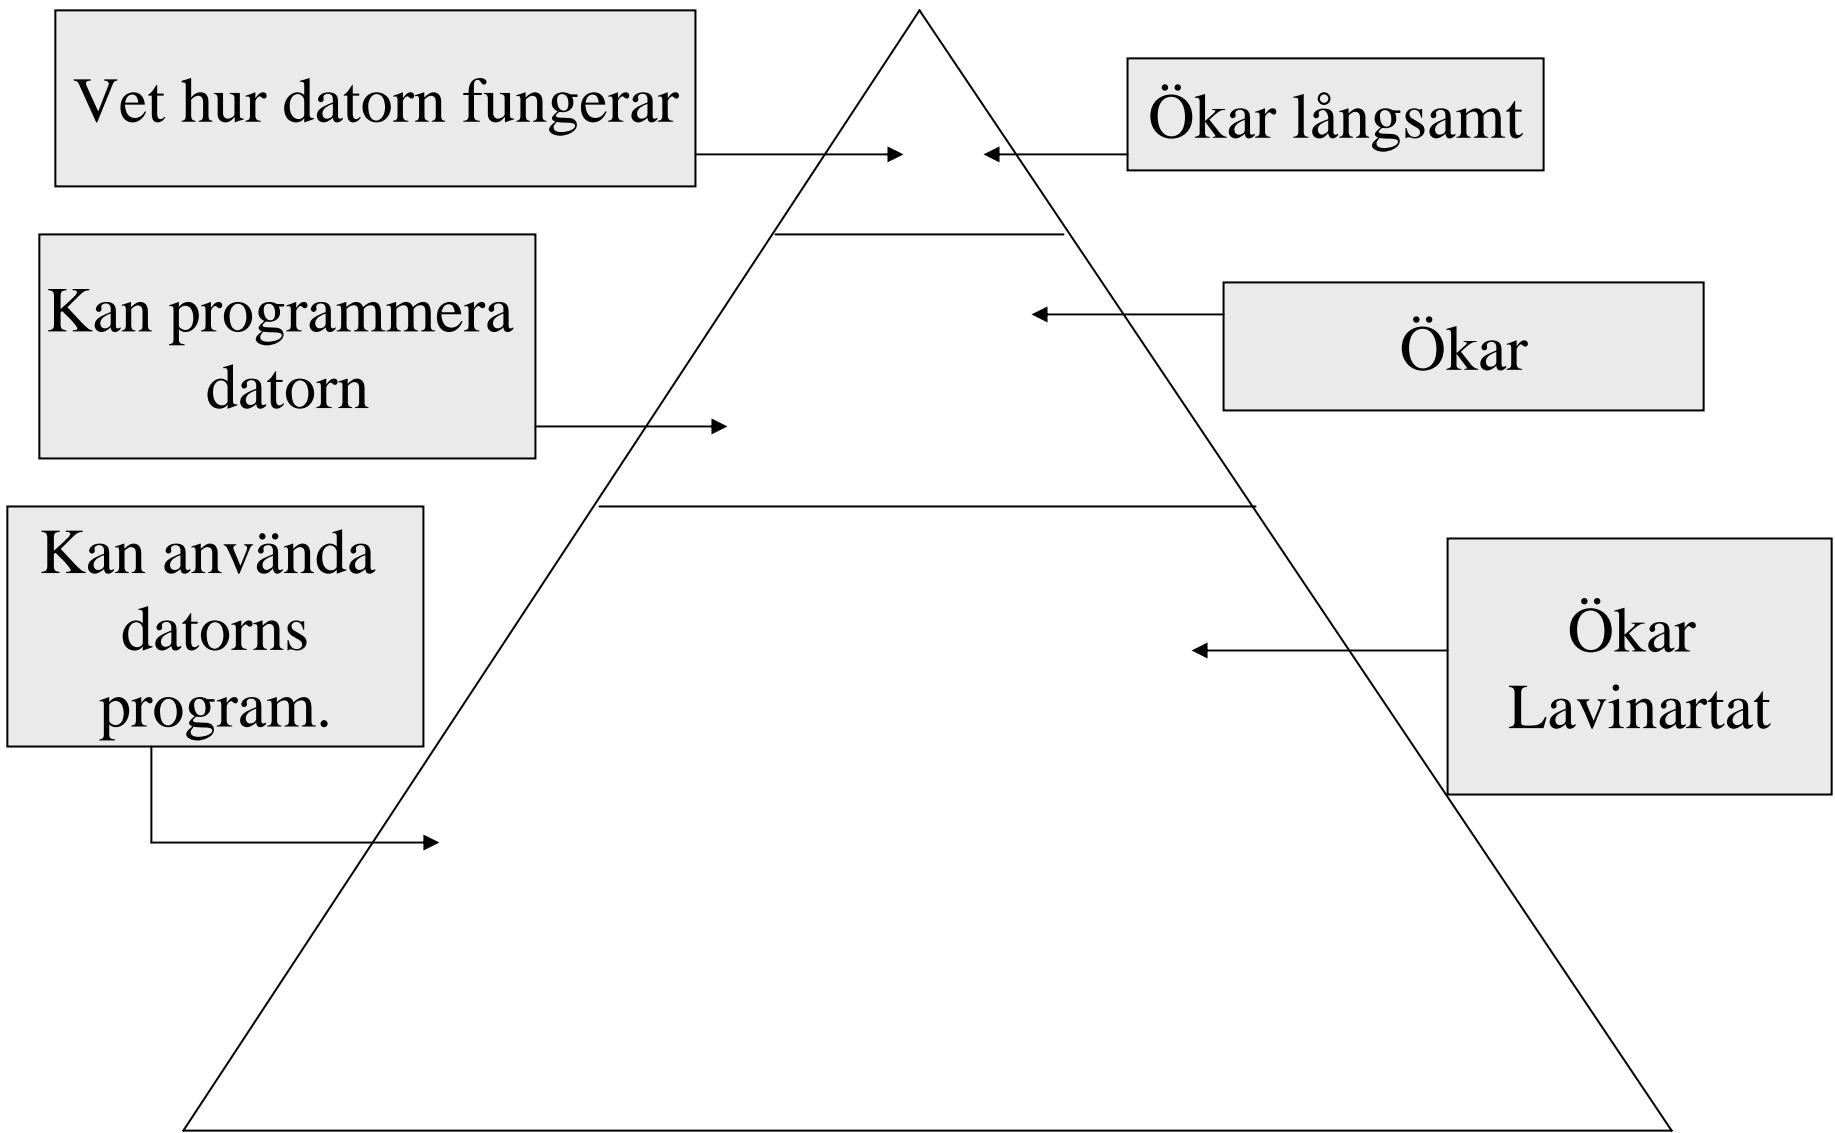 Vet hur datorn fungerar
Ökar långsamt
Kan programmera
datorn
Ökar
Kan använda
datorns
program.
Ökar
Lavinartat